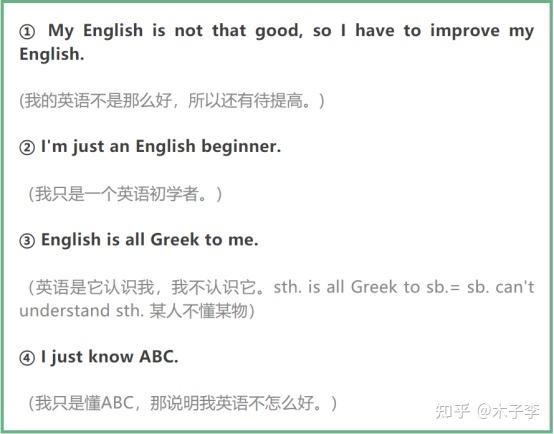 ① My English is not that good, so I have to improve my
English.
(我的英语不是那么好，所以还有待提高。)
② I'm just an English beginner.
（我只是一个英语初学者。）
③ English is all Greek to me.
（英语是它认识我，我不认识它。sth. is all Greek to sb.= sb. can't
understand sth. 某人不懂某物）
④ I just know ABC.
（我只是懂ABC，那说明我英语不怎么好。）
知乎 @木子李